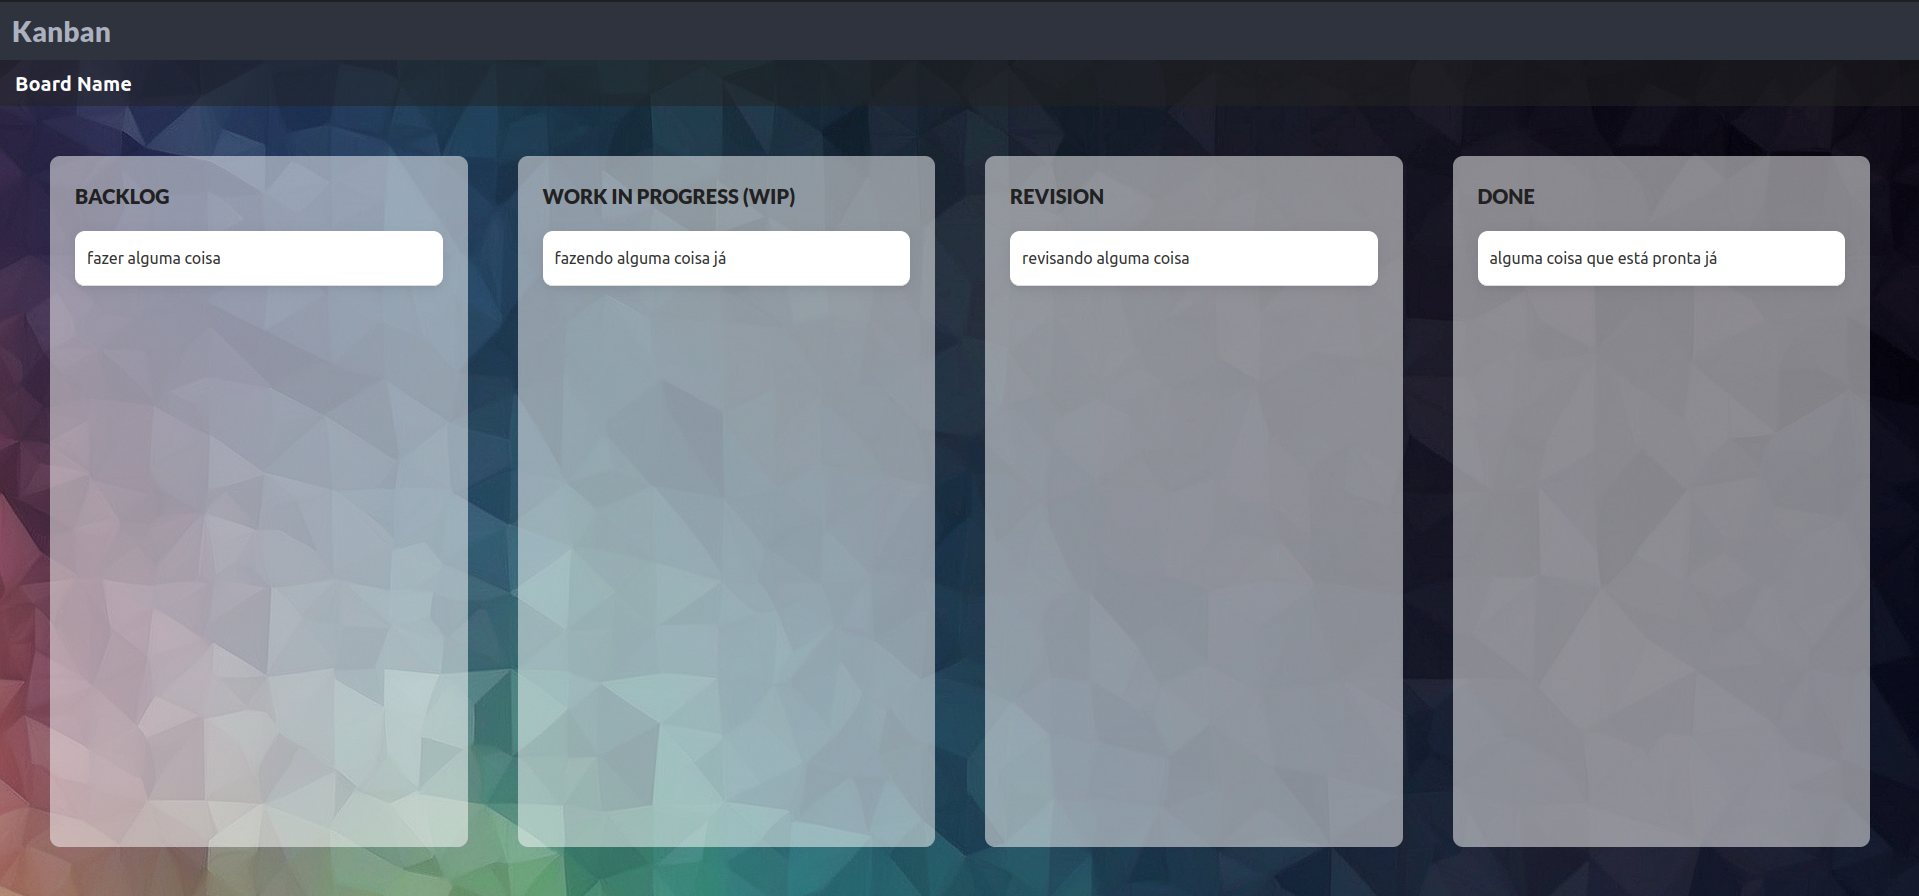 Kanban
Board Name
BACKLOG
fazer alguma coisa
WORK IN PROGRESS (WIP)
fazendo alguma coisa já
REVISION
revisando alguma coisa
DONE
alguma coisa que está pronta já